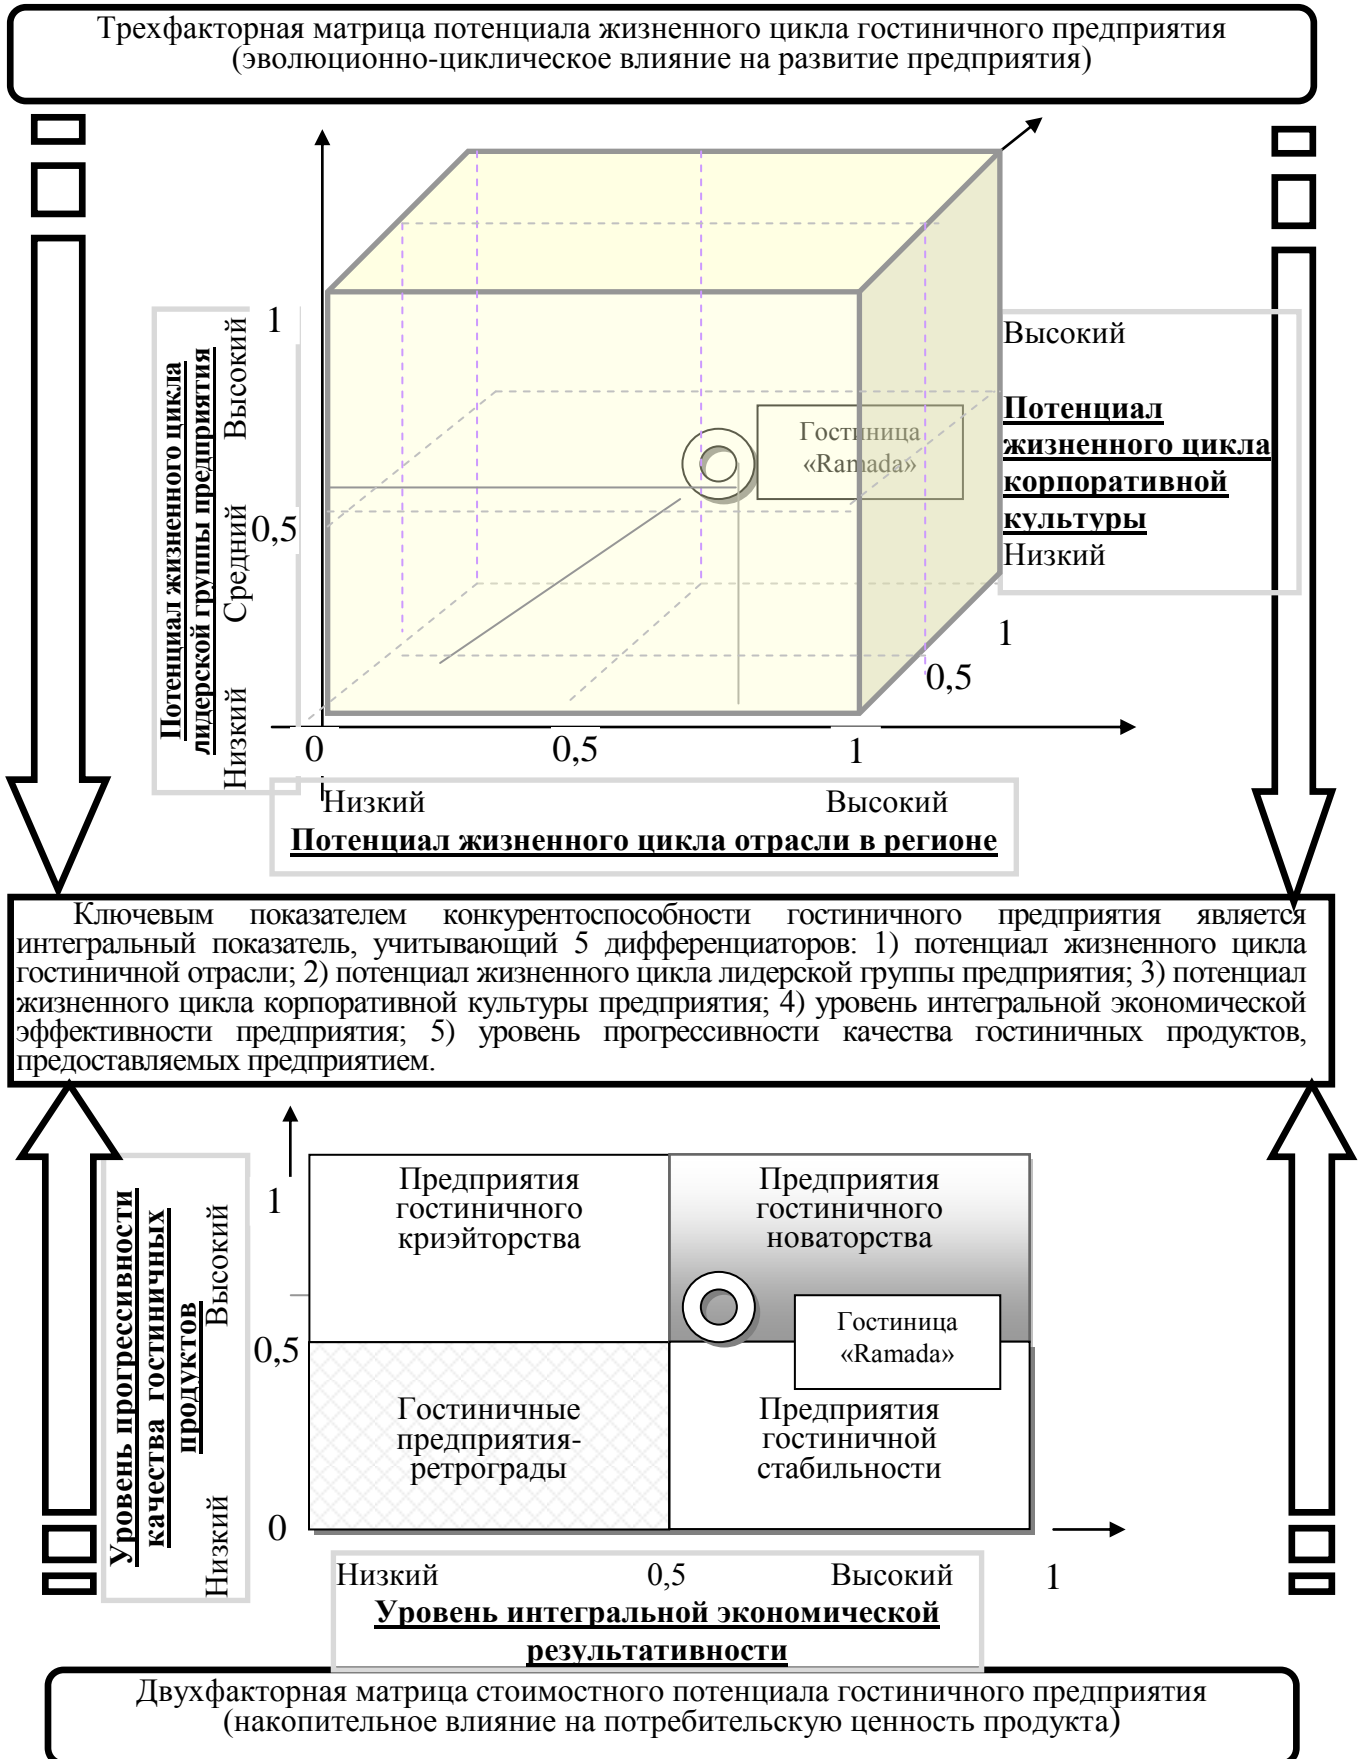 Трехфакторная матрица потенциала жизненного цикла гостиничного предприятия
(эволюционно-циклическое влияние на развитие предприятия)
Потенциал жизненного цикла
лидерской группы предприятия
Низкий Средний Высокий
1
0,5
Гостиница
«Ramada»
Высокий
Потенциал
жизненного цикла
корпоративной
культуры
Низкий
1
0,5
0
0,5
1
Низкий Высокий
Потенциал жизненного цикла отрасли в регионе
Ключевым показателем конкурентоспособности гостиничного предприятия является
интегральный показатель, учитывающий 5 дифференциаторов: 1) потенциал жизненного цикла
гостиничной отрасли; 2) потенциал жизненного цикла лидерской группы предприятия; 3) потенциал
жизненного цикла корпоративной культуры предприятия; 4) уровень интегральной экономической
эффективности предприятия; 5) уровень прогрессивности качества гостиничных продуктов,
предоставляемых предприятием.
Уровень прогрессивности
качества гостиничных
продуктов
Низкий Высокий
1
0,5
0
Предприятия
гостиничного
криэйторства
Предприятия
гостиничного
новаторства
Гостиница
«Ramada»
Гостиничные
предприятия-
ретрограды
Предприятия
гостиничной
стабильности
Низкий 0,5 Высокий 1
Уровень интегральной экономической
результативности
Двухфакторная матрица стоимостного потенциала гостиничного предприятия
(накопительное влияние на потребительскую ценность продукта)